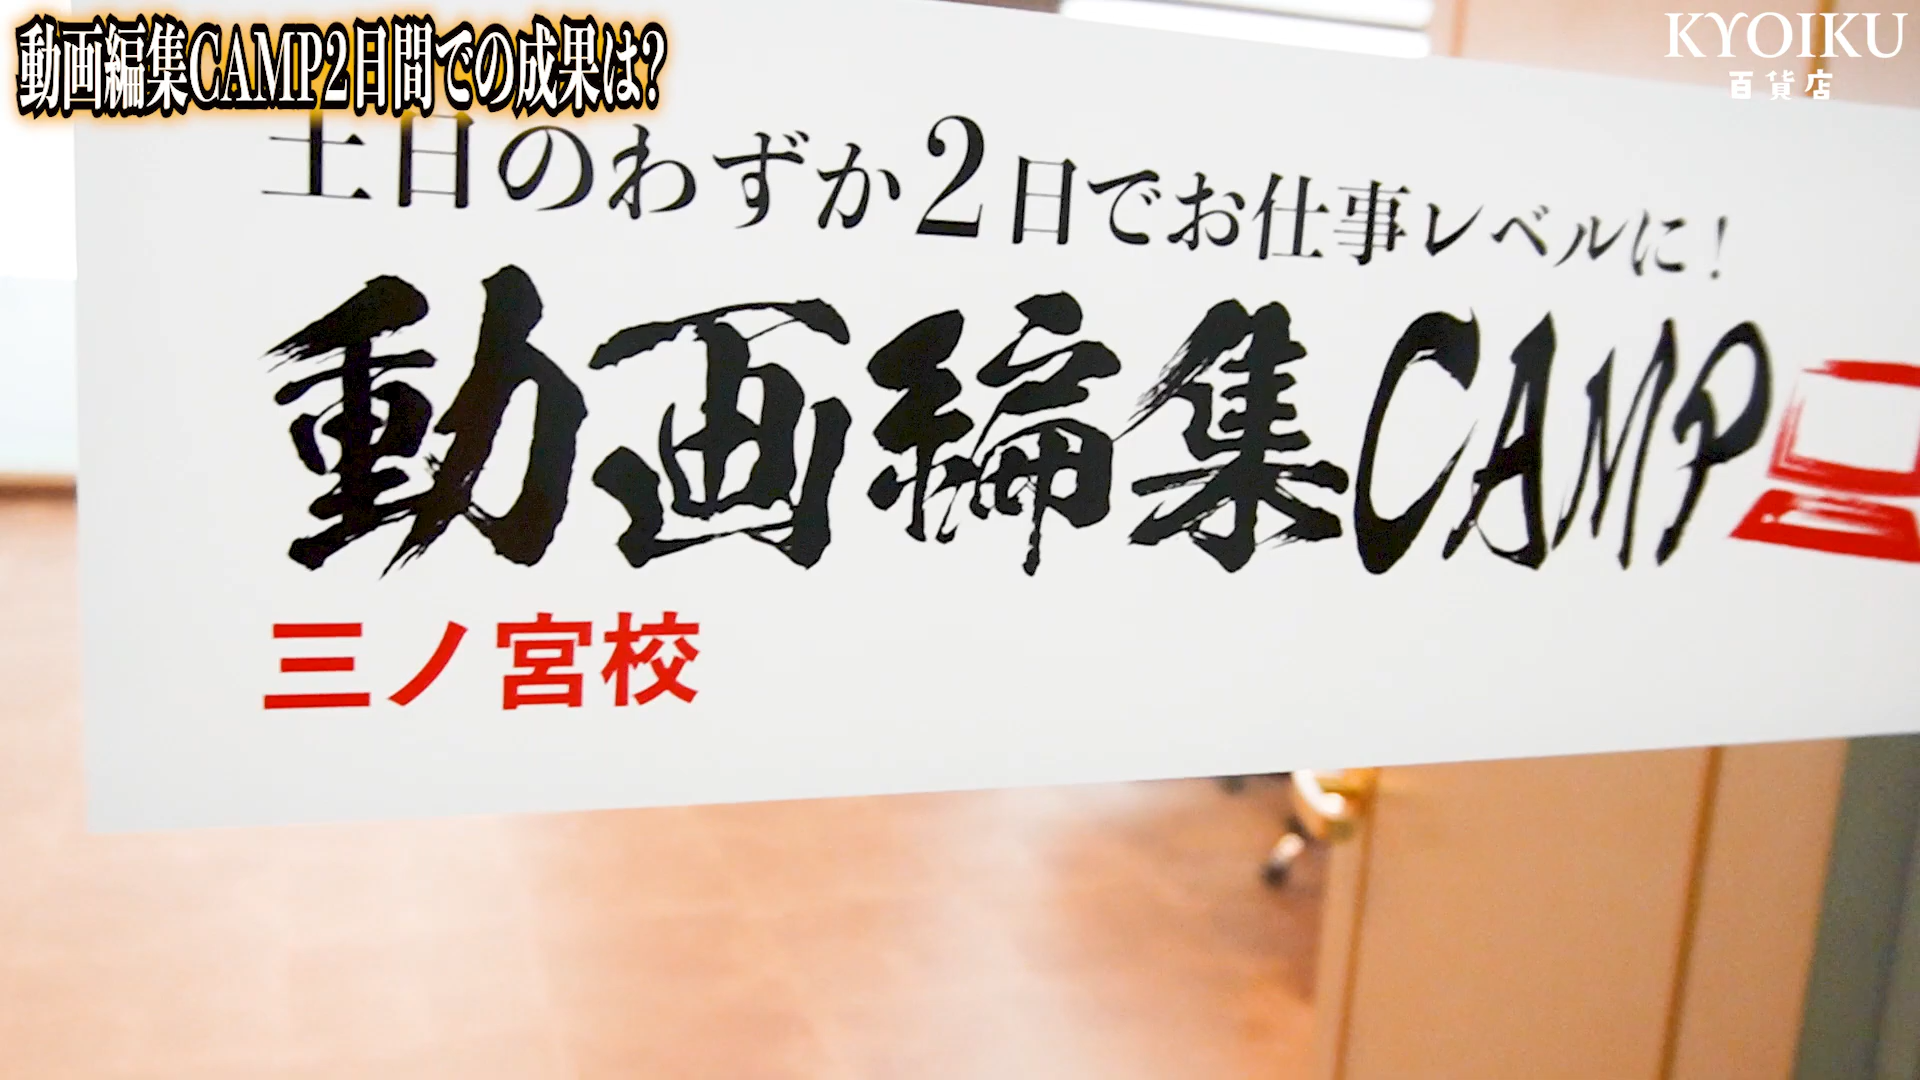 動画編集CAMP2日間での成果は?
KYOIKU
百貨店
土日のわずか2日でお仕事レベルに!
動画編集CAMP
三ノ宮校